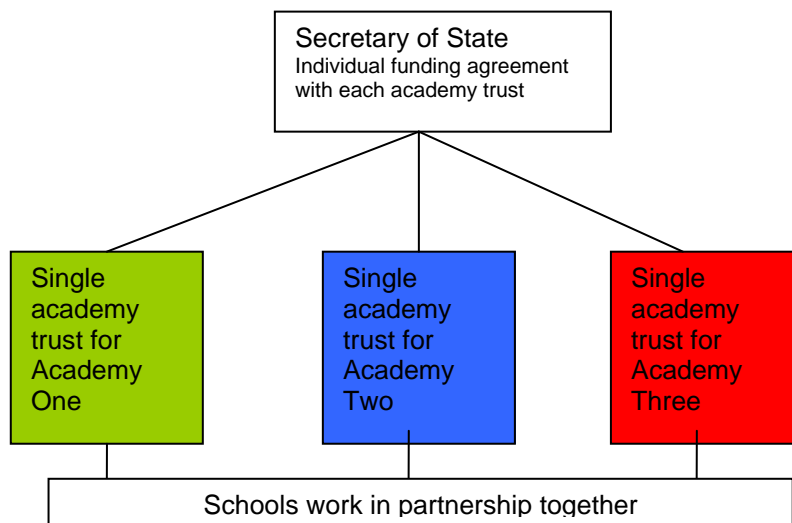 Secretary of State
Individual funding agreement
with each academy trust
Single
academy
trust for
Academy
One
Single
academy
trust for
Academy
Two
Single
academy
trust for
Academy
Three
Schools work in partnership together